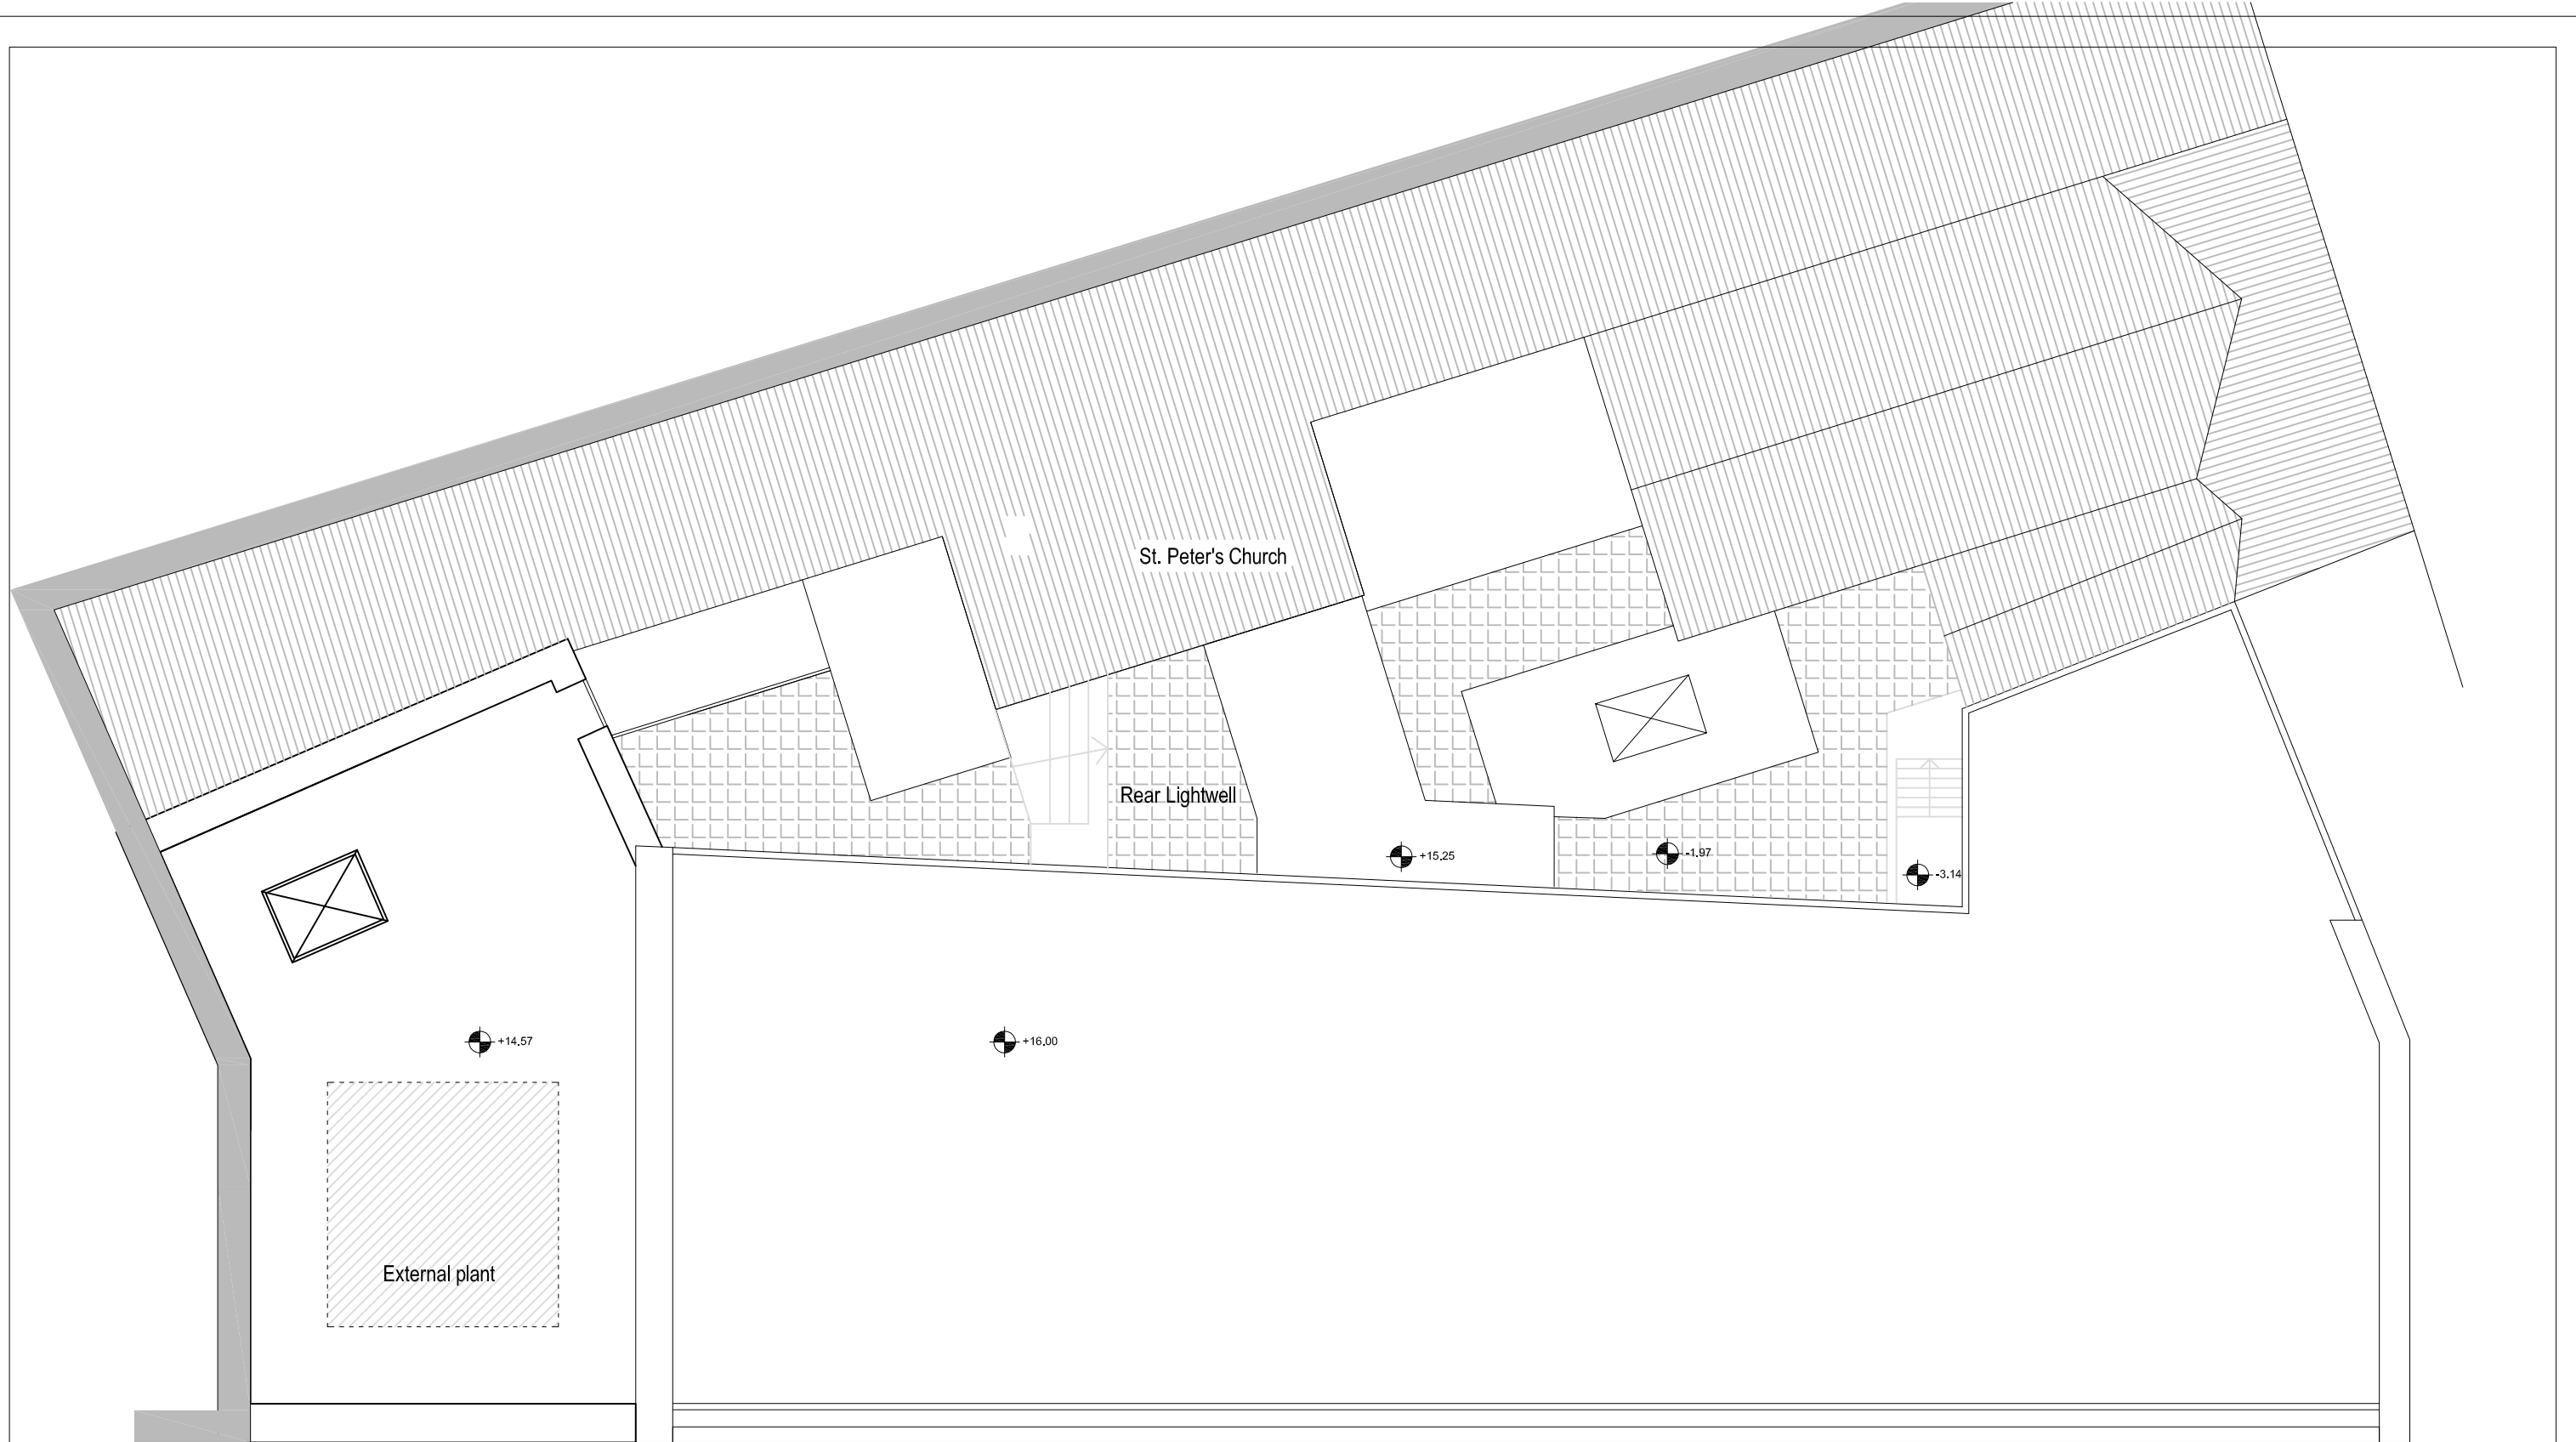 St. Peter's Church
Rear Lightwell
+15.25
-1.97
-3.14
+14.57
+16.00
External plant